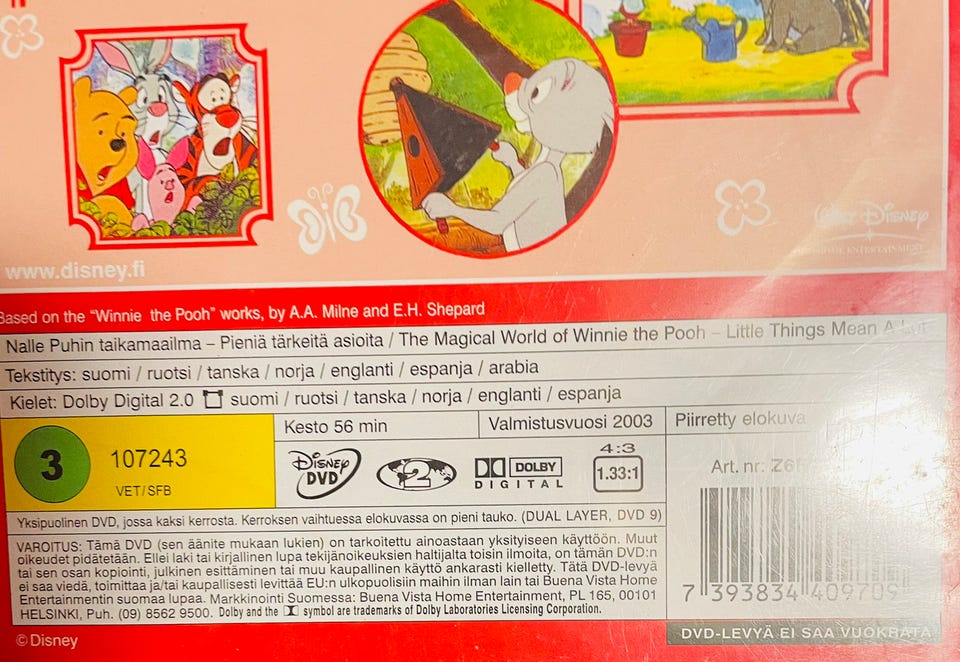 Walt Disney
HOME ENTERTAINMENT
www.disney.fi
Based on the "Winnie the Pooh" works, by A.A. Milne and E.H. Shepard
Nalle Puhin taikamaailma – Pieniä tärkeitä asioita / The Magical World of Winnie the Pooh – Little Things Mean A Lot
Tekstitys: suomi / ruotsi / tanska / norja / englanti / espanja / arabia
Kielet: Dolby Digital 2.0 suomi / ruotsi / tanska / norja / englanti / espanja
3 107243
VET/SFB
Kesto 56 min
Valmistusvuosi 2003
Piirretty elokuva
DISNEY DVD
2
DOLBY
DIGITAL
4:3
1.33:1
Art. nr:
Yksipuolinen DVD, jossa kaksi kerrosta. Kerroksen vaihtuessa elokuvassa on pieni tauko. (DUAL LAYER, DVD 9)
VAROITUS: Tämä DVD (sen äänite mukaan lukien) on tarkoitettu ainoastaan yksityiseen käyttöön. Muut
oikeudet pidätetään. Ellei laki tai kirjallinen lupa tekijänoikeuksien haltijalta toisin ilmoita, on tämän DVD:n
tai sen osan kopiointi, julkinen esittäminen tai muu kaupallinen käyttö ankarasti kielletty. Tätä DVD-levyä
ei saa viedä, toimittaa ja/tai kaupallisesti levittää EU:n ulkopuolisiin maihin ilman lain tai Buena Vista Home
Entertainmentin suomaa lupaa. Markkinointi Suomessa: Buena Vista Home Entertainment, PL 165, 00101
HELSINKI, Puh. (09) 8562 9500. Dolby and the symbol are trademarks of Dolby Laboratories Licensing Corporation.
7 393834 409709
DVD-LEVYÄ EI SAA VUOKRATA
©Disney